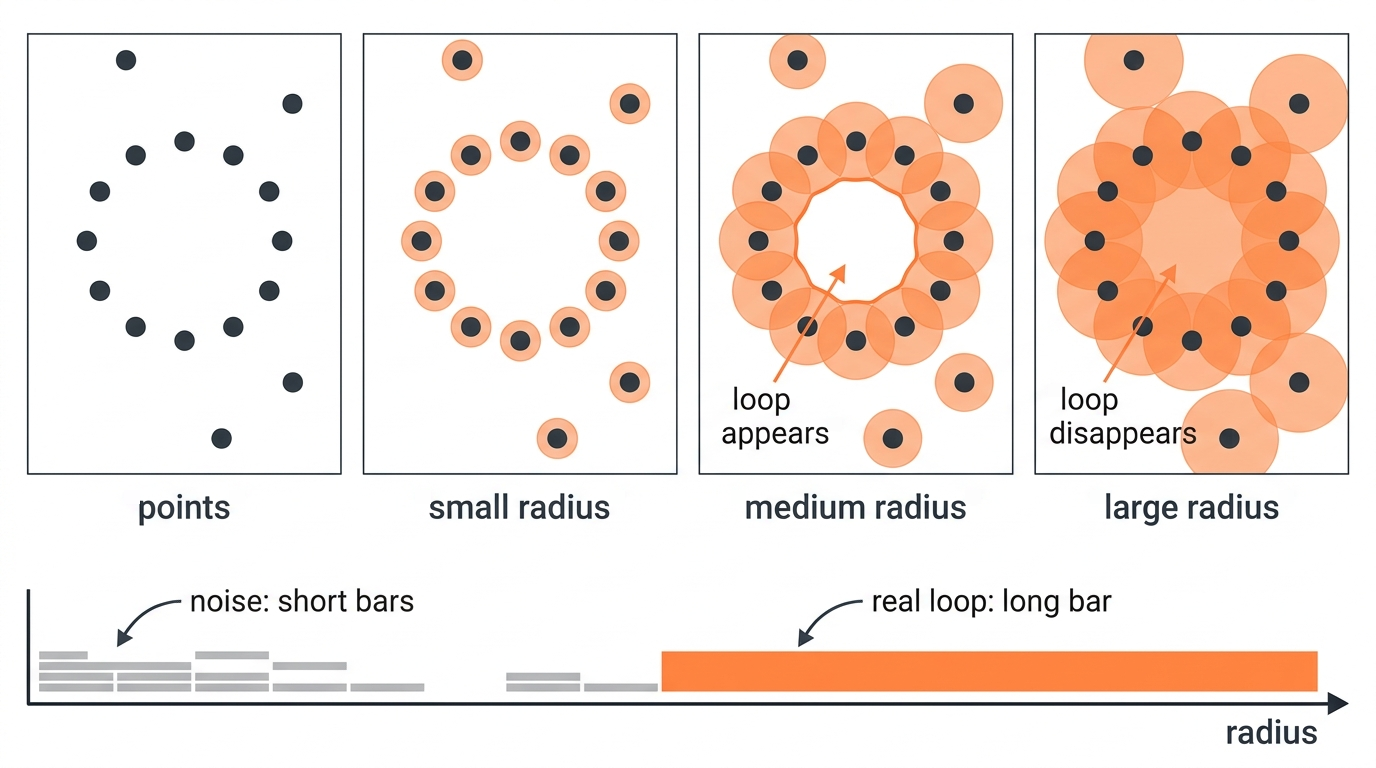 loop
appears
loop
disappears
points
small radius
medium radius
large radius
noise: short bars
real loop: long bar
radius